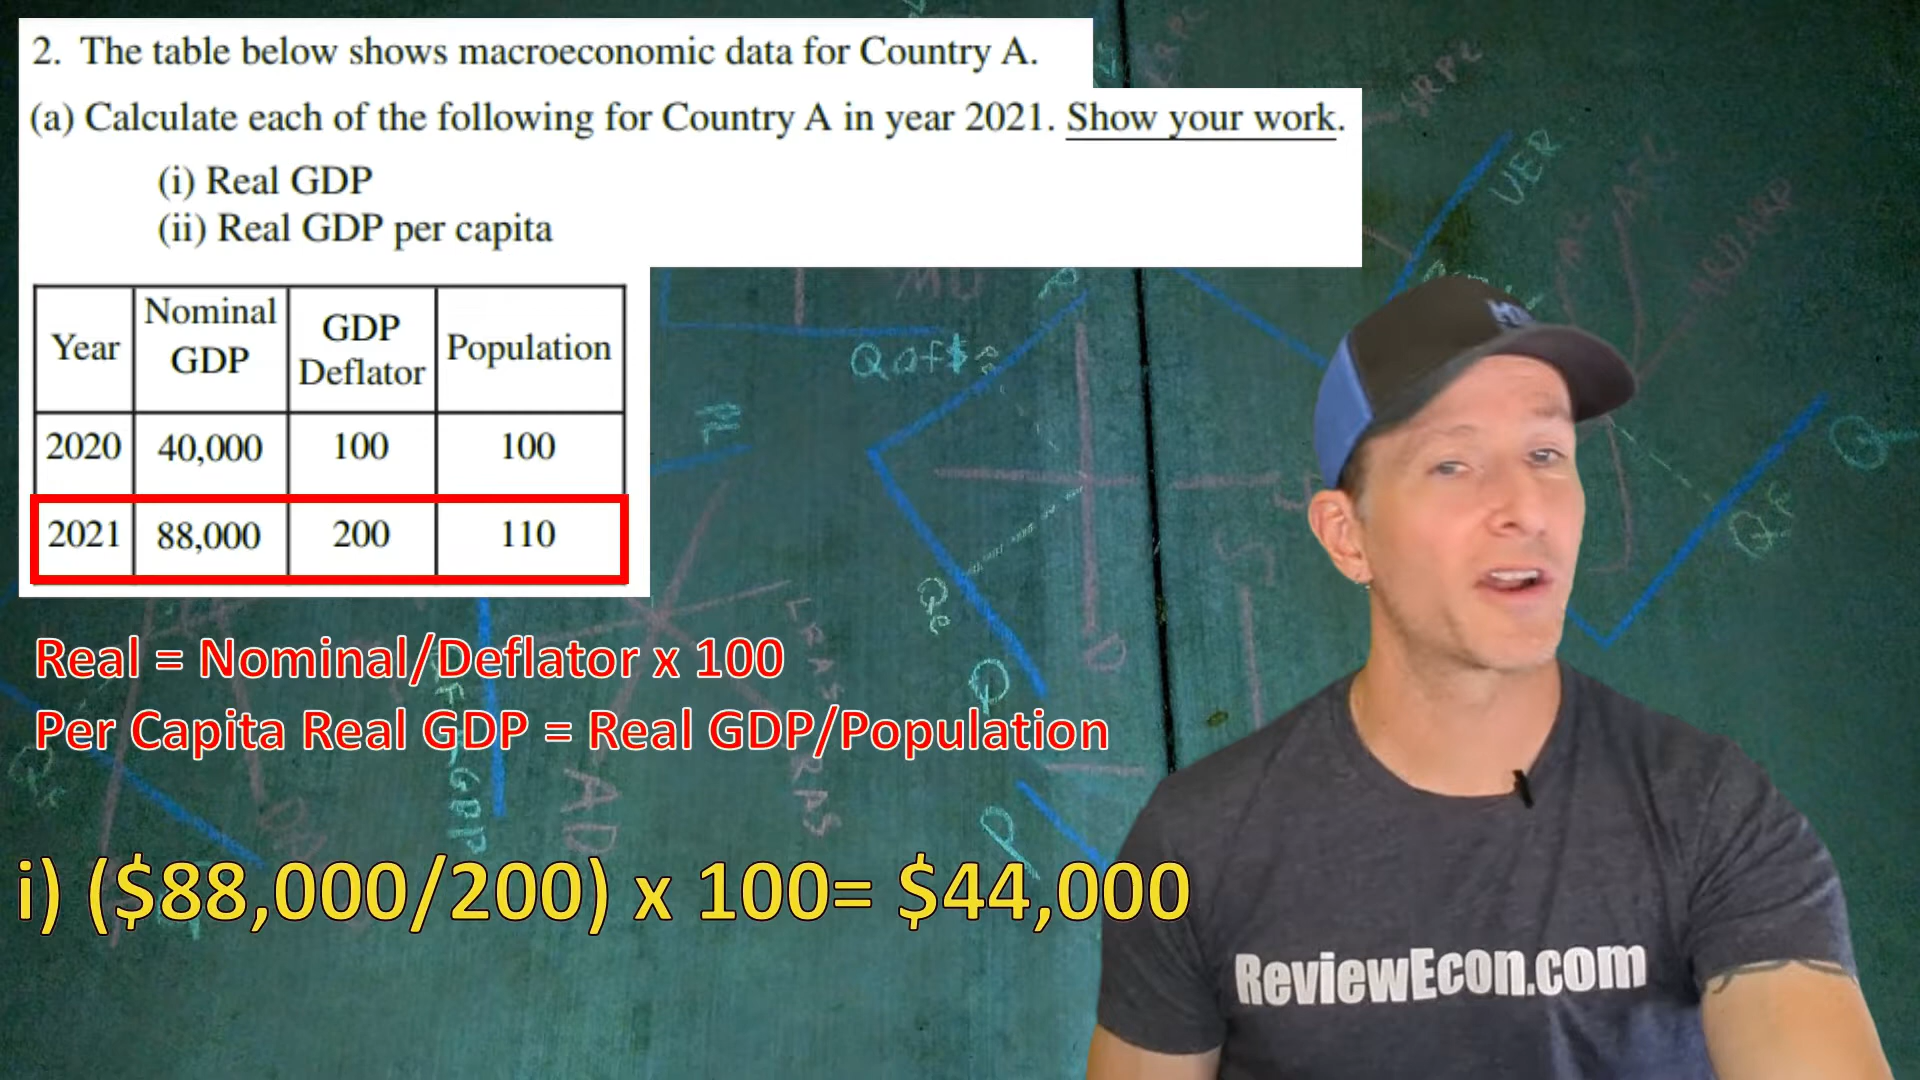 2. The table below shows macroeconomic data for Country A.
(a) Calculate each of the following for Country A in year 2021. Show your work.
(i) Real GDP
(ii) Real GDP per capita
Year Nominal GDP GDP Deflator Population
2020 40,000 100 100
2021 88,000 200 110
Real = Nominal/Deflator x 100
Per Capita Real GDP = Real GDP/Population
i) ($88,000/200) x 100= $44,000
ReviewEcon.com
VER
Q of $
AD